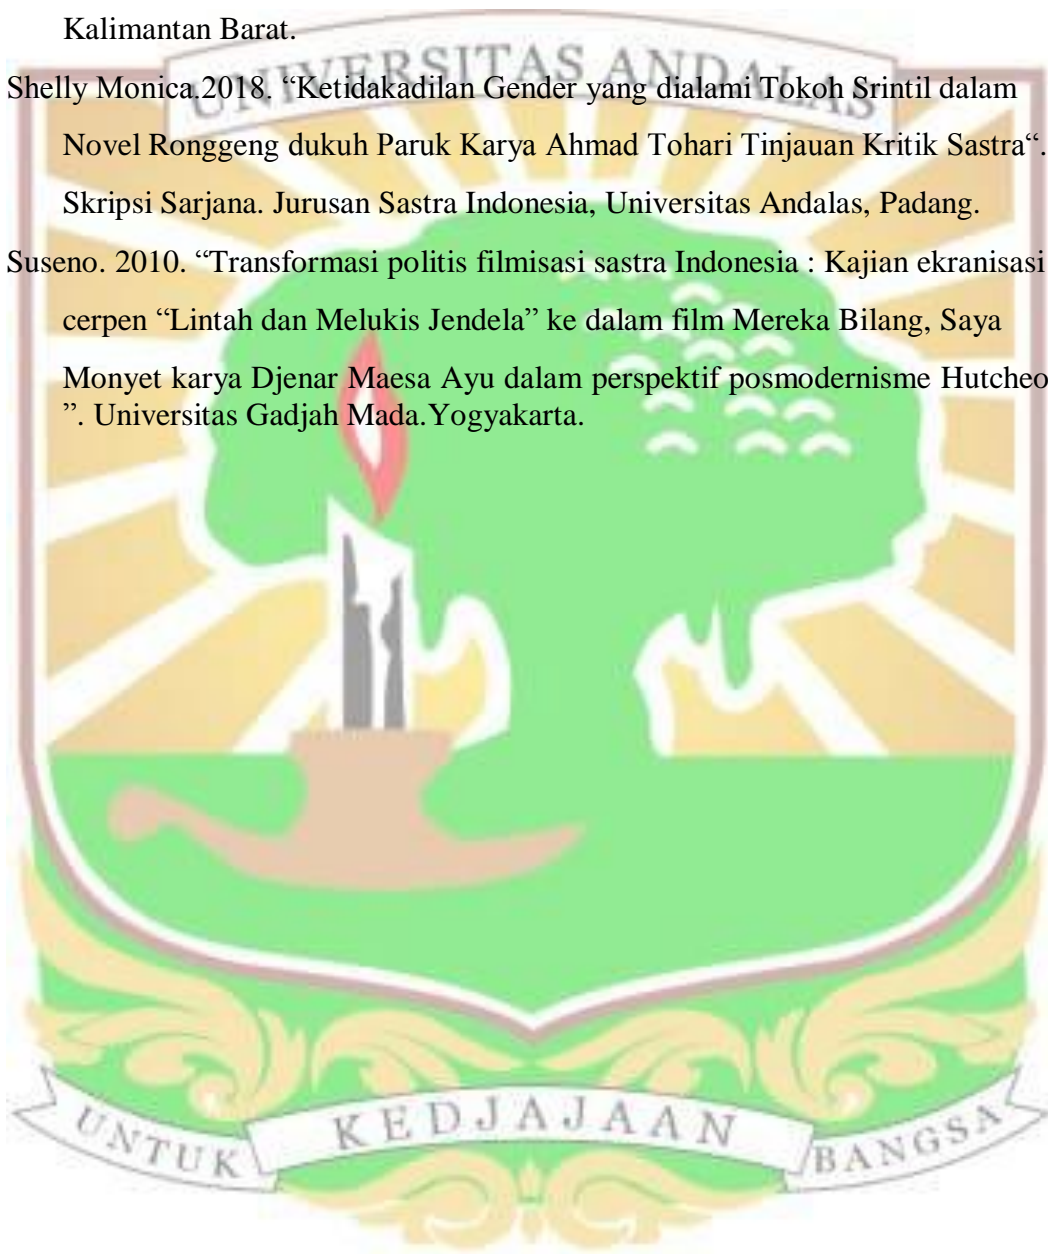 Kalimantan Barat.
UNIVERSITAS ANDALAS
Shelly Monica.2018. “Ketidakadilan Gender yang dialami Tokoh Srintil dalam
Novel Ronggeng dukuh Paruk Karya Ahmad Tohari Tinjauan Kritik Sastra“.
Skripsi Sarjana. Jurusan Sastra Indonesia, Universitas Andalas, Padang.
Suseno. 2010. “Transformasi politis filmisasi sastra Indonesia : Kajian ekranisasi
cerpen “Lintah dan Melukis Jendela” ke dalam film Mereka Bilang, Saya
Monyet karya Djenar Maesa Ayu dalam perspektif posmodernisme Hutcheo
”. Universitas Gadjah Mada.Yogyakarta.
UNTUK KEDJAJAAN BANGSA